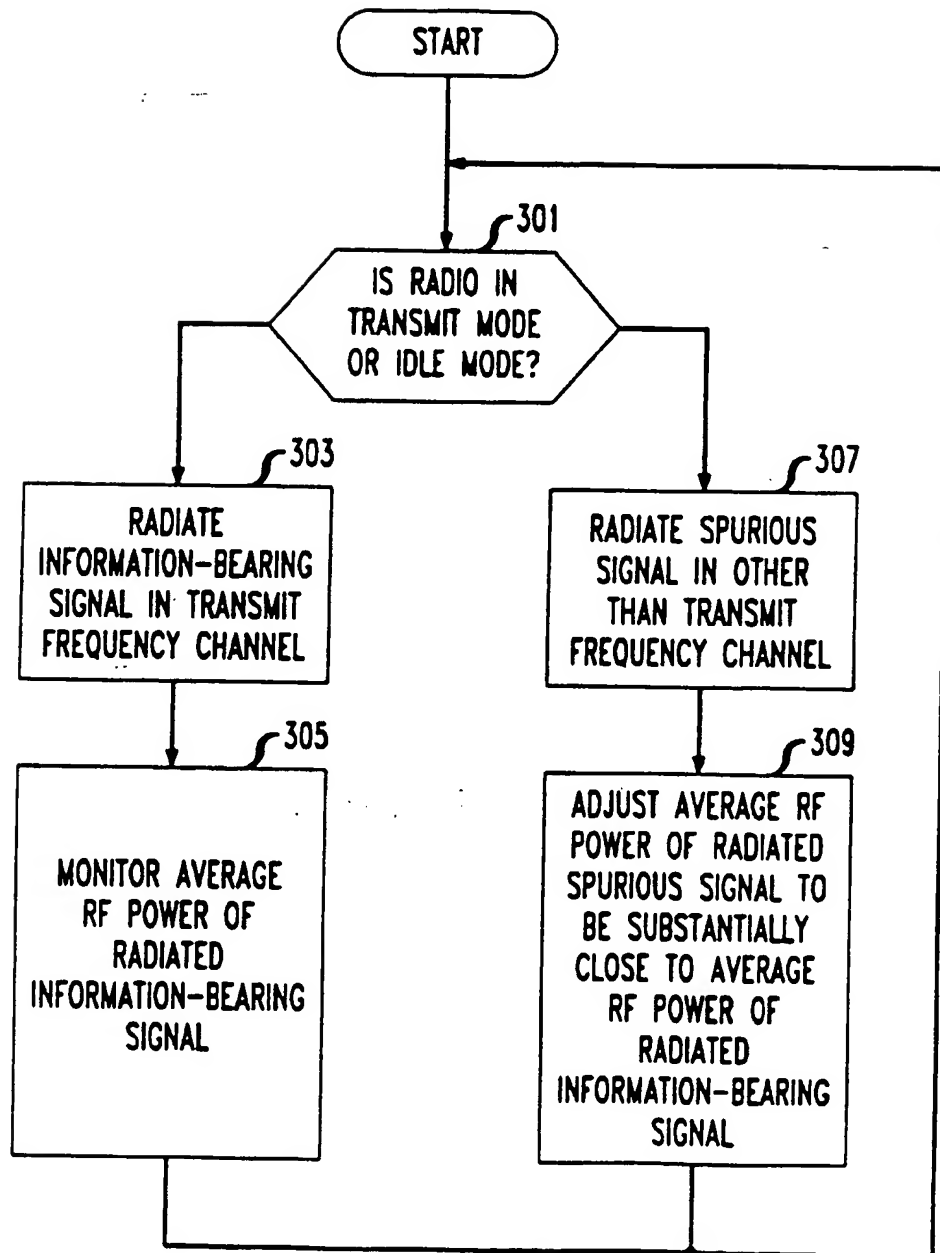 START
301
IS RADIO IN
TRANSMIT MODE
OR IDLE MODE?
303
RADIATE
INFORMATION-BEARING
SIGNAL IN TRANSMIT
FREQUENCY CHANNEL
305
MONITOR AVERAGE
RF POWER OF
RADIATED
INFORMATION-BEARING
SIGNAL
307
RADIATE SPURIOUS
SIGNAL IN OTHER
THAN TRANSMIT
FREQUENCY CHANNEL
309
ADJUST AVERAGE RF
POWER OF RADIATED
SPURIOUS SIGNAL TO
BE SUBSTANTIALLY
CLOSE TO AVERAGE
RF POWER OF
RADIATED
INFORMATION-BEARING
SIGNAL